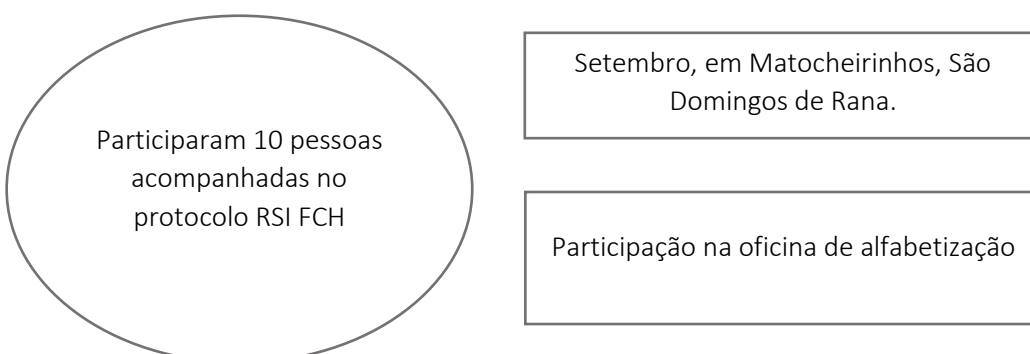 Participaram 10 pessoas
acompanhadas no
protocolo RSI FCH
Setembro, em Matocheirinhos, São
Domingos de Rana.
Participação na oficina de alfabetização